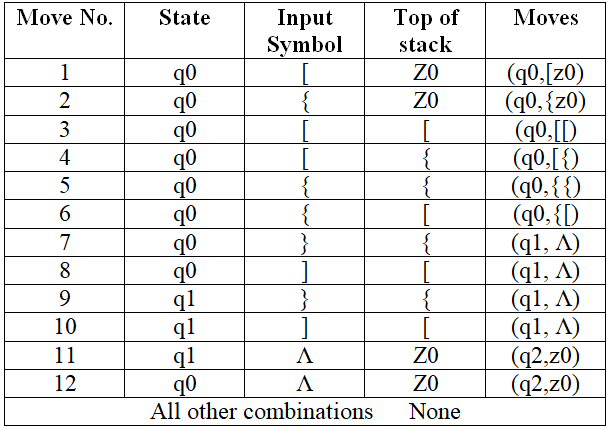 Move No. State Input Symbol Top of stack Moves
1 q0 [ Z0 (q0,[z0)
2 q0 { Z0 (q0,{z0)
3 q0 [ [ (q0,[[)
4 q0 [ { (q0,[{)
5 q0 { { (q0,{{)
6 q0 { [ (q0,{[)
7 q0 } { (q1, Λ)
8 q0 ] [ (q1, Λ)
9 q1 } { (q1, Λ)
10 q1 ] [ (q1, Λ)
11 q1 Λ Z0 (q2,z0)
12 q0 Λ Z0 (q2,z0)
All other combinations None